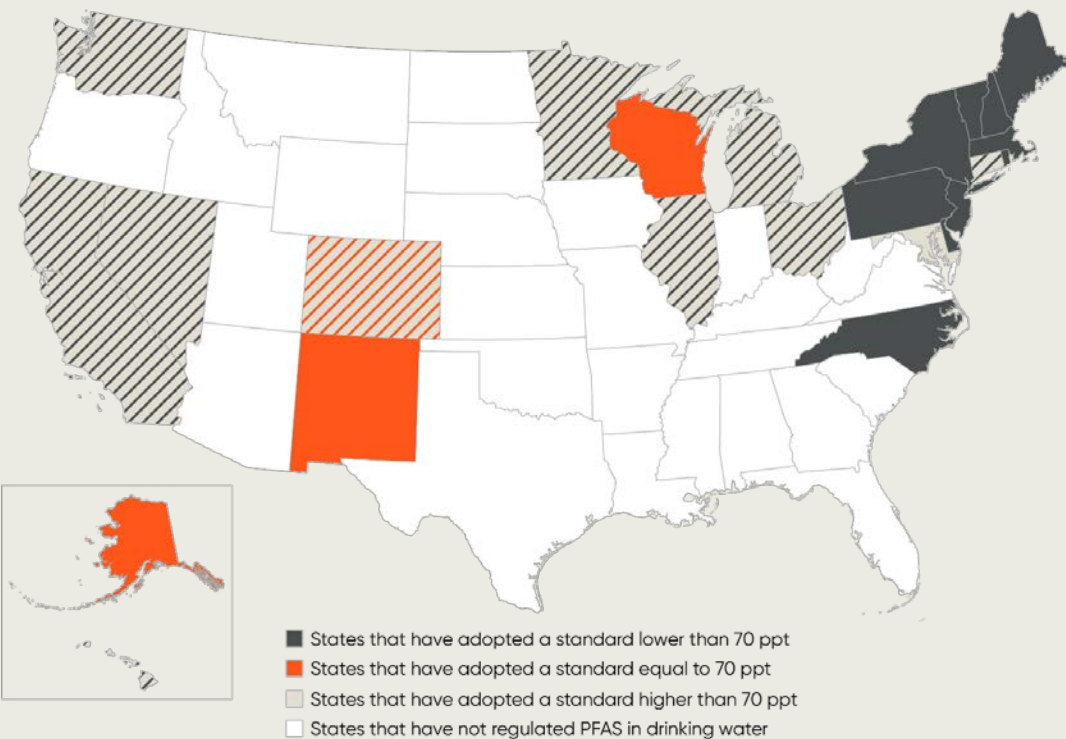 States that have adopted a standard lower than 70 ppt
States that have adopted a standard equal to 70 ppt
States that have adopted a standard higher than 70 ppt
States that have not regulated PFAS in drinking water